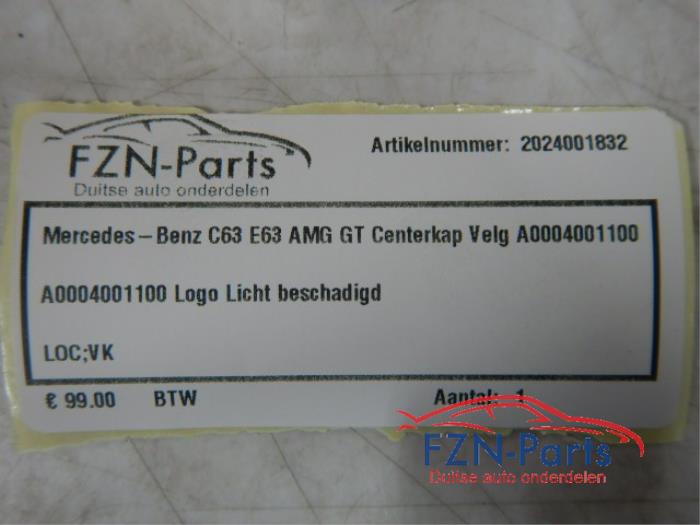 FZN-Parts
Duitse auto onderdelen
Artikelnummer: 2024001832
Mercedes-Benz C63 E63 AMG GT Centerkap Velg A0004001100
A0004001100 Logo Licht beschadigd
LOC;VK
€ 99.00 BTW Aantal: 1
FZN-Parts
Duitse auto onderdelen